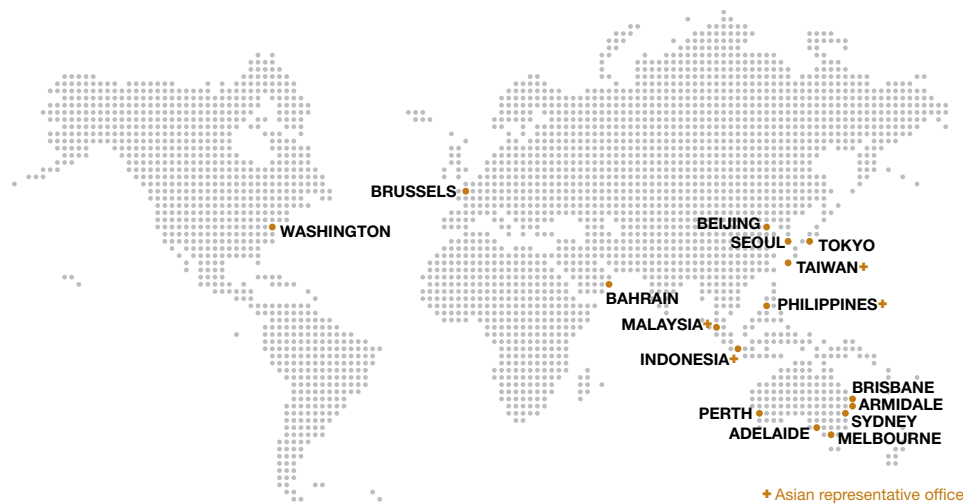 BRUSSELS
WASHINGTON
BEIJING
SEOUL
TOKYO
TAIWAN+
BAHRAIN
PHILIPPINES+
MALAYSIA+
INDONESIA+
BRISBANE
ARMIDALE
PERTH
SYDNEY
ADELAIDE
MELBOURNE
+ Asian representative office